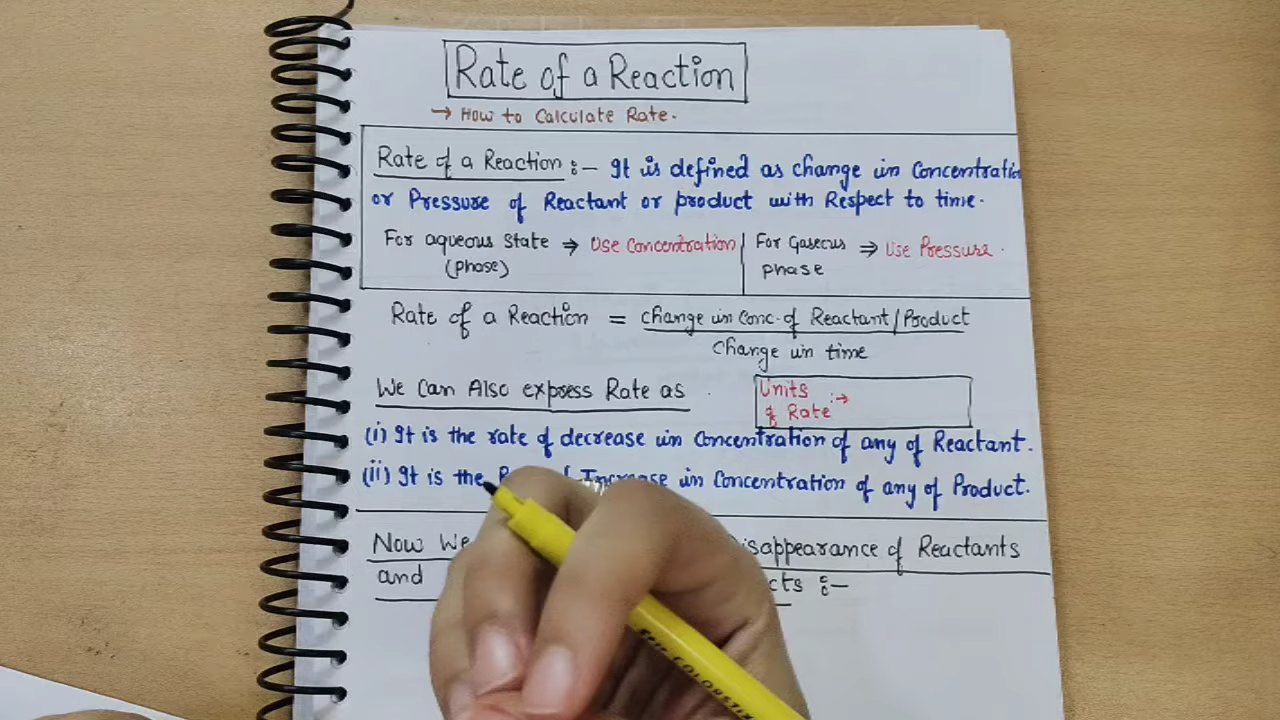 Rate of a Reaction
→ How to Calculate Rate.
Rate of a Reaction :- It is defined as change in Concentration
or Pressure of Reactant or product with Respect to time.
For aqueous State → Use Concentration
(phase)
For Gaseous → Use Pressure.
phase
Rate of a Reaction = change in conc. of Reactant/Product
Change in time
We Can Also express Rate as
Units :→
of Rate
(i) It is the rate of decrease in Concentration of any of Reactant.
(ii) It is the Increase in Concentration of any of Product.
Now We Disappearance of Reactants
and :-